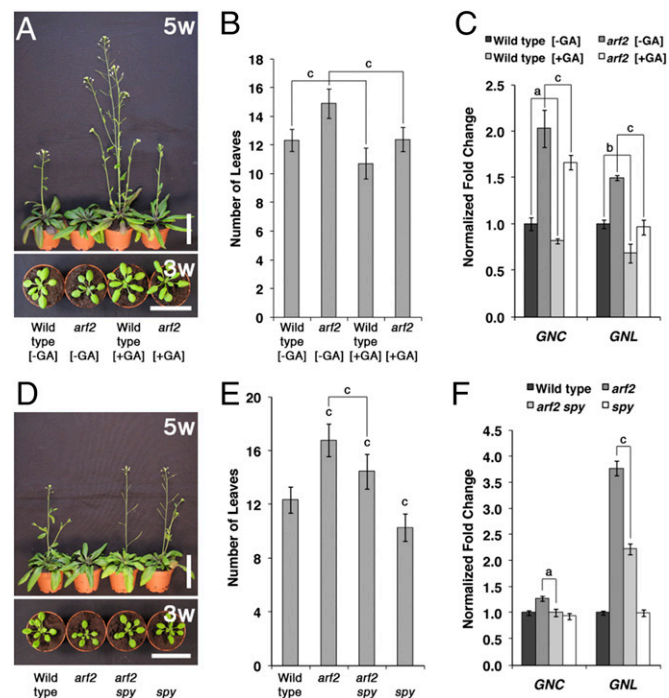 A
5w
3w
Wild type [-GA]
arf2 [-GA]
Wild type [+GA]
arf2 [+GA]
B
Number of Leaves
18
16
14
12
10
8
6
4
2
0
c
c
Wild type [-GA]
arf2 [-GA]
Wild type [+GA]
arf2 [+GA]
C
Wild type [-GA] arf2 [-GA]
Wild type [+GA] arf2 [+GA]
Normalized Fold Change
2.5
2.0
1.5
1.0
0.5
0.0
a
c
b
c
GNC GNL
D
5w
3w
Wild type
arf2
arf2 spy
spy
E
Number of Leaves
20
16
12
8
4
0
c
c
c
c
Wild type
arf2
arf2 spy
spy
F
Wild type arf2
arf2 spy spy
Normalized Fold Change
4.5
4.0
3.5
3.0
2.5
2.0
1.5
1.0
0.5
0.0
a
c
GNC GNL